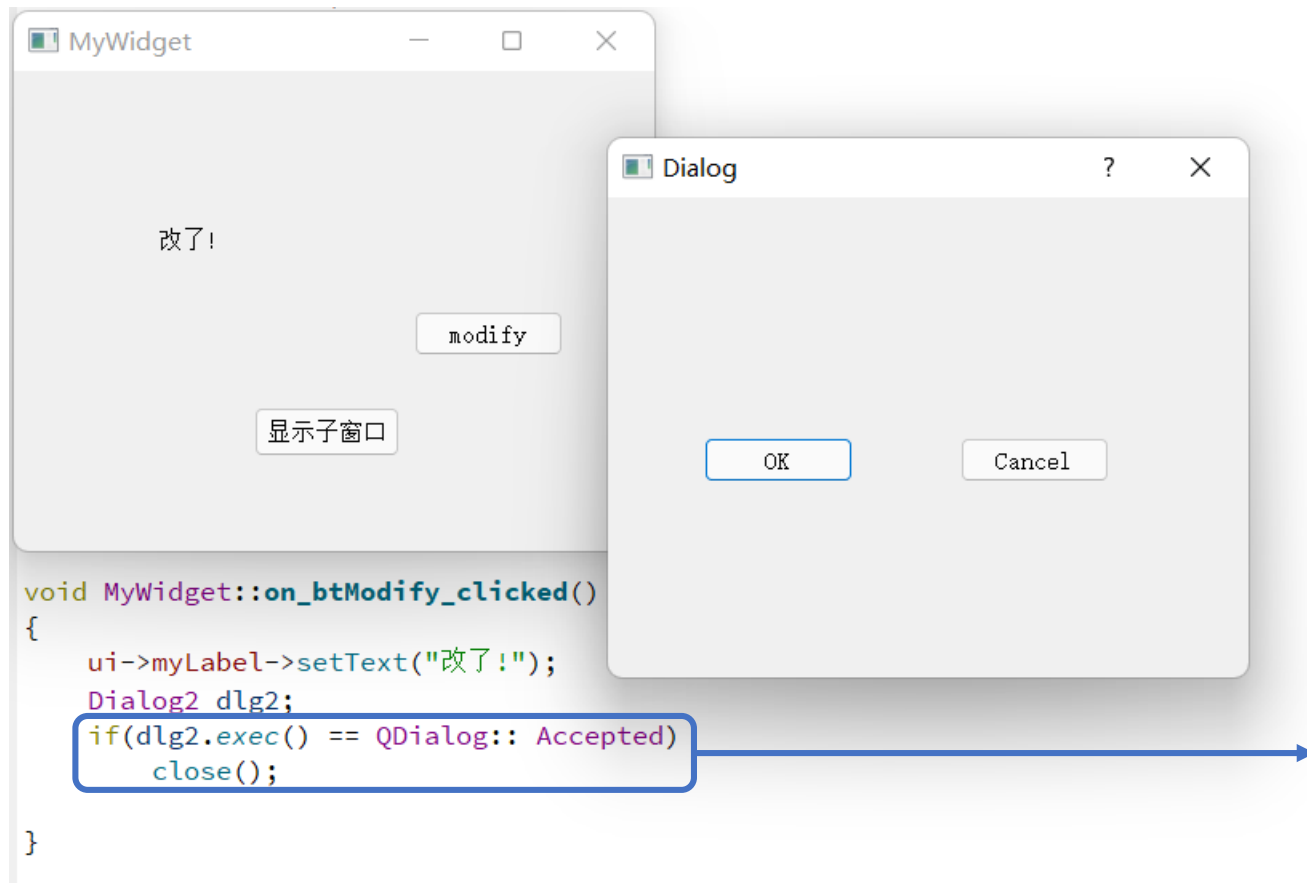 MyWidget
改了!
modify
显示子窗口
Dialog
?
OK
Cancel
void MyWidget::on_btModify_clicked()
{
    ui->myLabel->setText("改了!");
    Dialog2 dlg2;
    if(dlg2.exec() == QDialog:: Accepted)
        close();
}